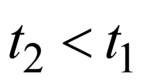 t₂ < t₁